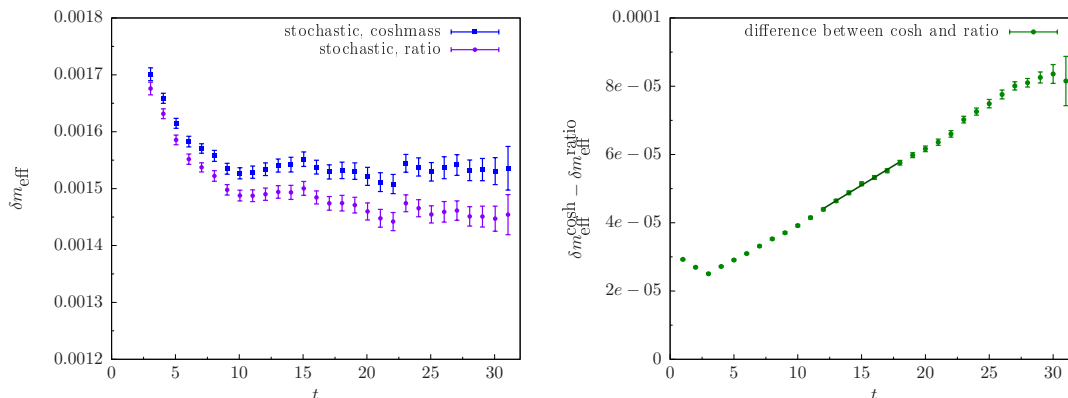 0.0018
0.0017
0.0016
0.0015
0.0014
0.0013
0.0012
0
5
10
15
20
25
30
δm_eff
t
stochastic, coshmass
stochastic, ratio
0.0001
8e − 05
6e − 05
4e − 05
2e − 05
0
0
5
10
15
20
25
30
δm_eff^cosh − δm_eff^ratio
t
difference between cosh and ratio